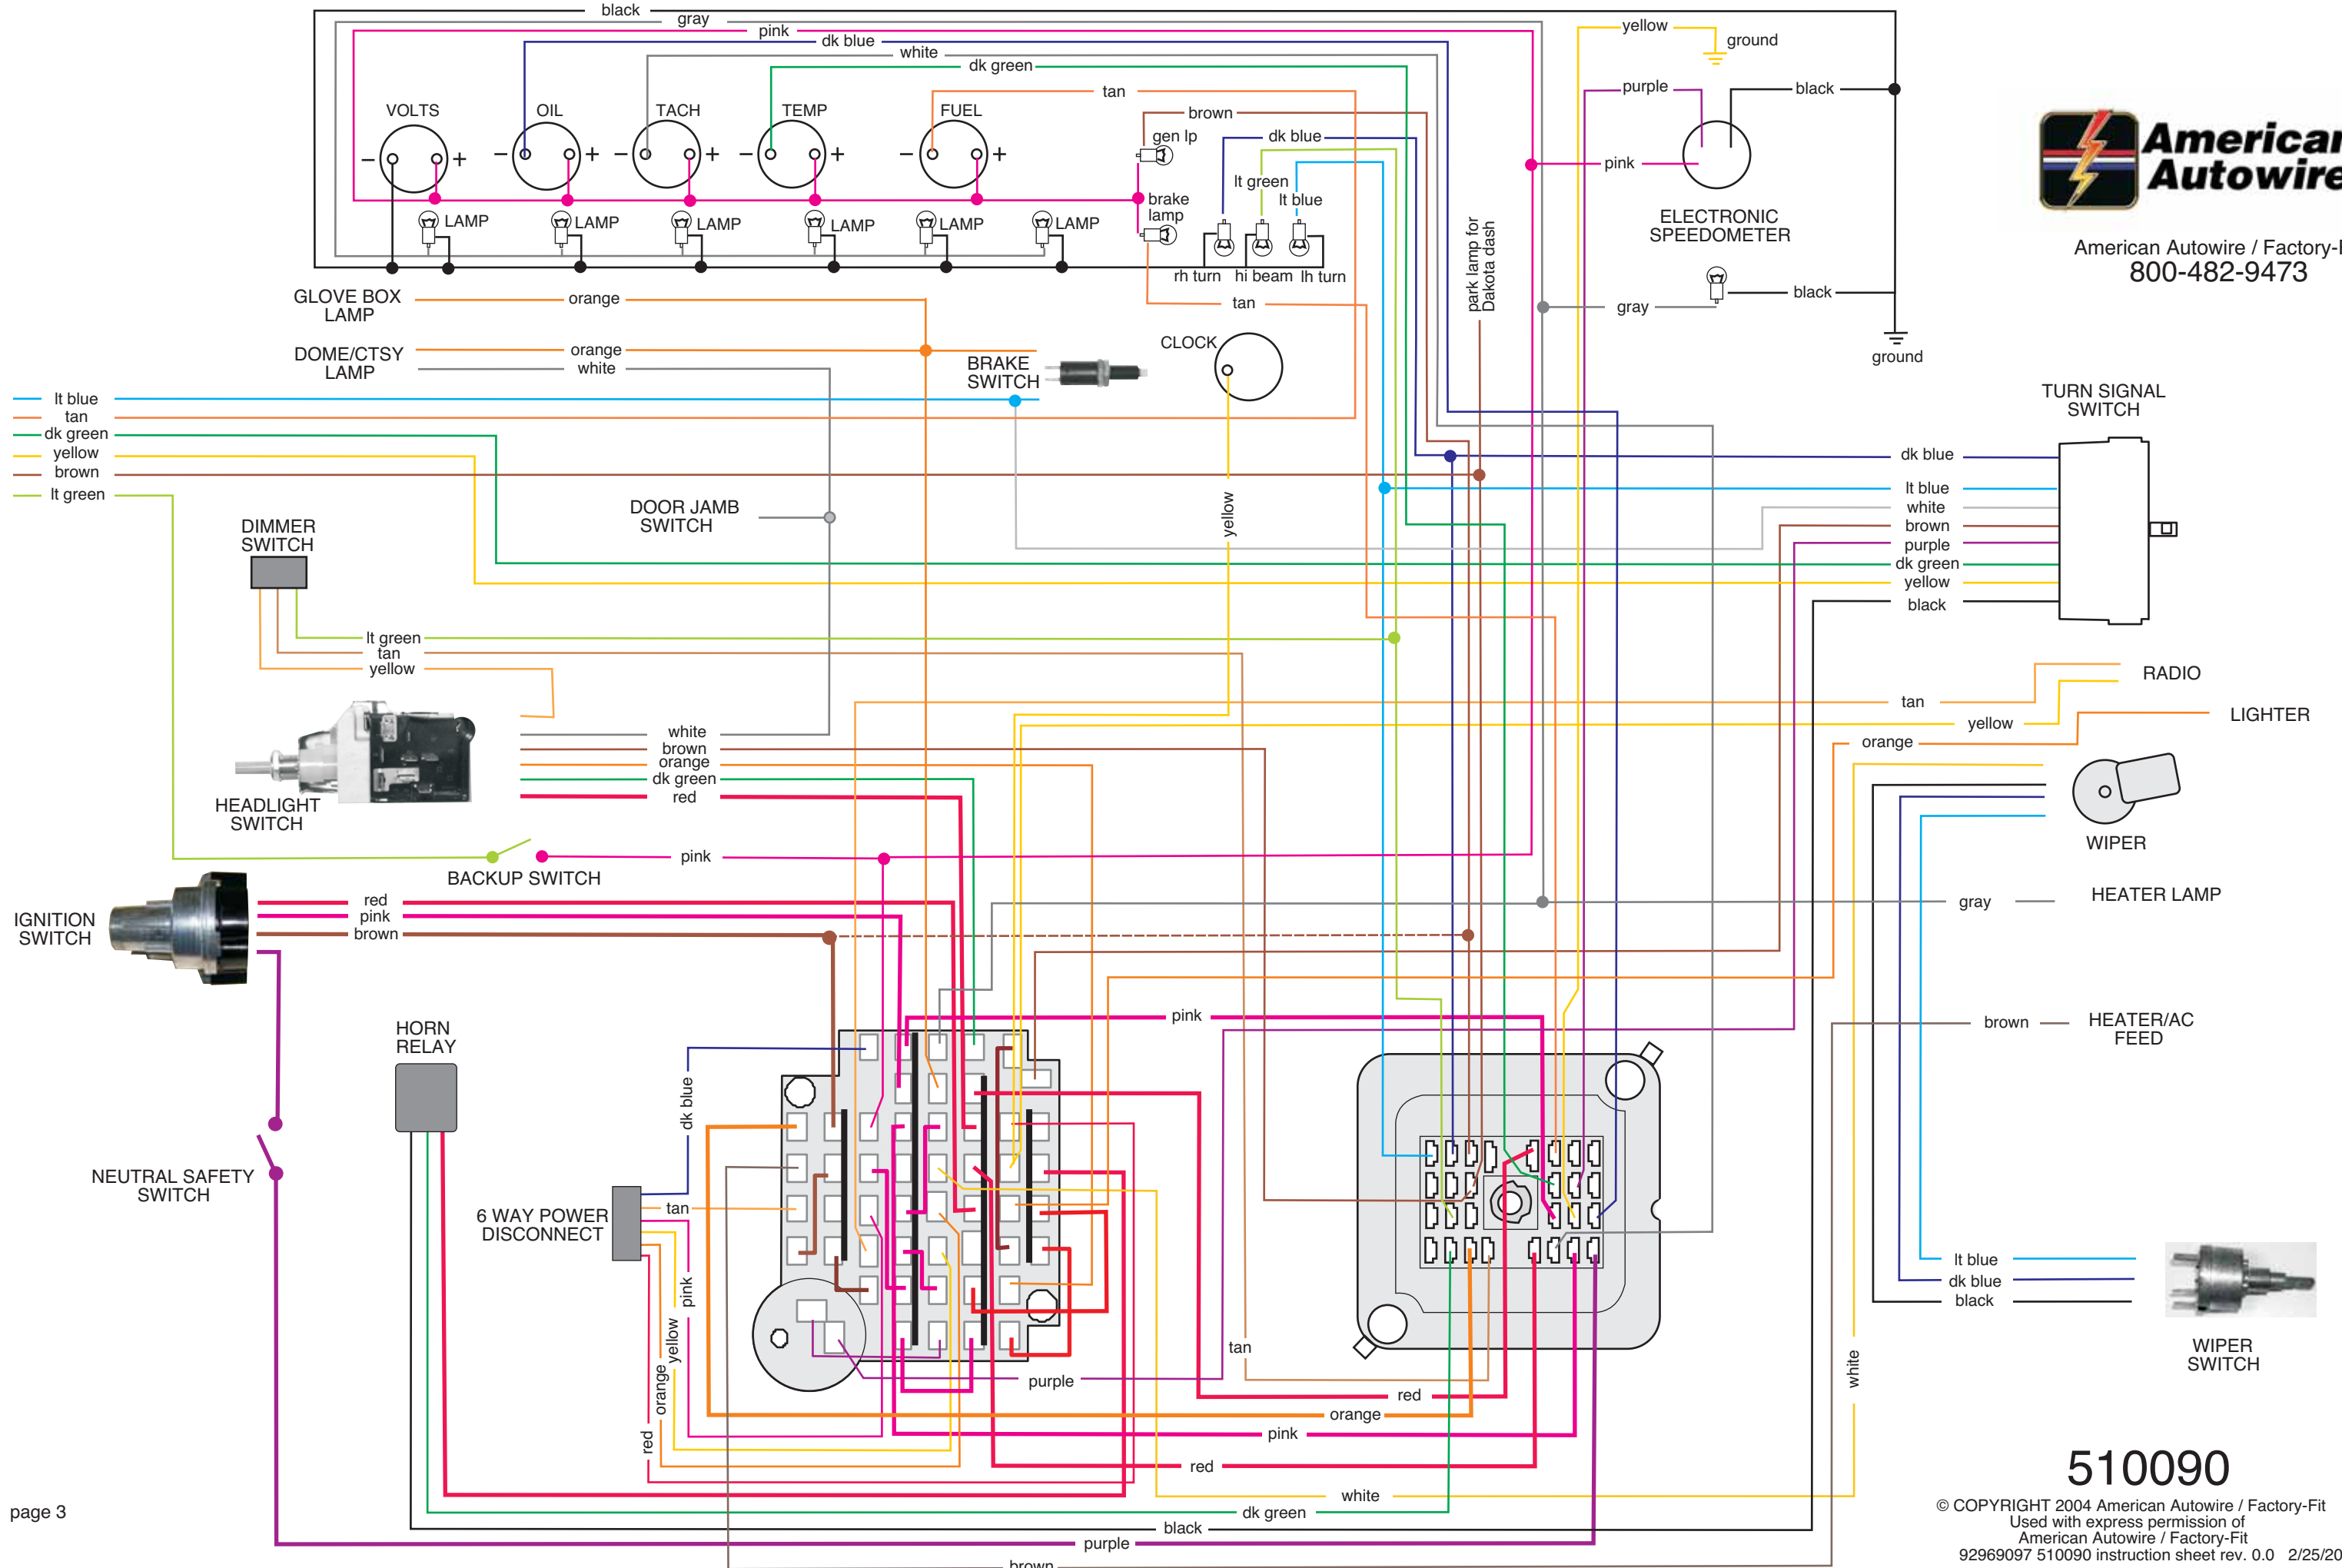 black
gray
pink
dk blue
white
dk green
tan
brown
yellow
ground
purple
black
VOLTS
OIL
TACH
TEMP
FUEL
gen lp
dk blue
lt green
lt blue
pink
− +
− +
− +
− +
− +
LAMP
LAMP
LAMP
LAMP
LAMP
LAMP
brake
lamp
rh turn
hi beam
lh turn
tan
park lamp for
Dakota dash
ELECTRONIC
SPEEDOMETER
gray
black
ground
American
Autowire
American Autowire / Factory-F
800-482-9473
GLOVE BOX
LAMP
orange
DOME/CTSY
LAMP
orange
white
BRAKE
SWITCH
CLOCK
yellow
lt blue
tan
dk green
yellow
brown
lt green
TURN SIGNAL
SWITCH
dk blue
lt blue
white
brown
purple
dk green
yellow
black
DOOR JAMB
SWITCH
DIMMER
SWITCH
lt green
tan
yellow
tan
RADIO
yellow
LIGHTER
orange
HEADLIGHT
SWITCH
white
brown
orange
dk green
red
WIPER
BACKUP SWITCH
pink
gray
HEATER LAMP
IGNITION
SWITCH
red
pink
brown
HORN
RELAY
pink
brown
HEATER/AC
FEED
dk blue
NEUTRAL SAFETY
SWITCH
6 WAY POWER
DISCONNECT
tan
pink
yellow
orange
red
purple
tan
red
orange
pink
red
white
white
dk green
black
purple
brown
lt blue
dk blue
black
WIPER
SWITCH
page 3
510090
© COPYRIGHT 2004 American Autowire / Factory-Fit
Used with express permission of
American Autowire / Factory-Fit
92969097 510090 instruction sheet rev. 0.0 2/25/20